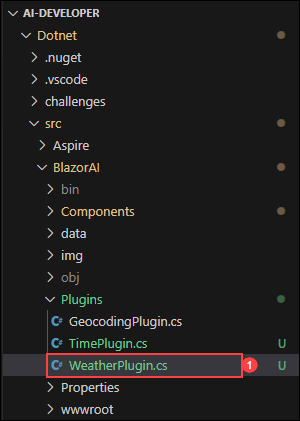 AI-DEVELOPER
Dotnet
.nuget
.vscode
challenges
src
Aspire
BlazorAI
bin
Components
data
img
obj
Plugins
C# GeocodingPlugin.cs
C# TimePlugin.cs U
C# WeatherPlugin.cs 1 U
Properties
wwwroot